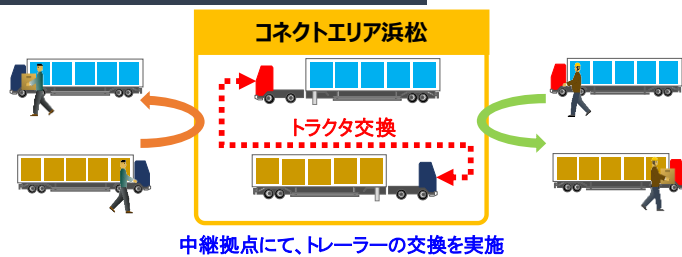 コネクトエリア浜松
トラクタ交換
中継拠点にて、トレーラーの交換を実施